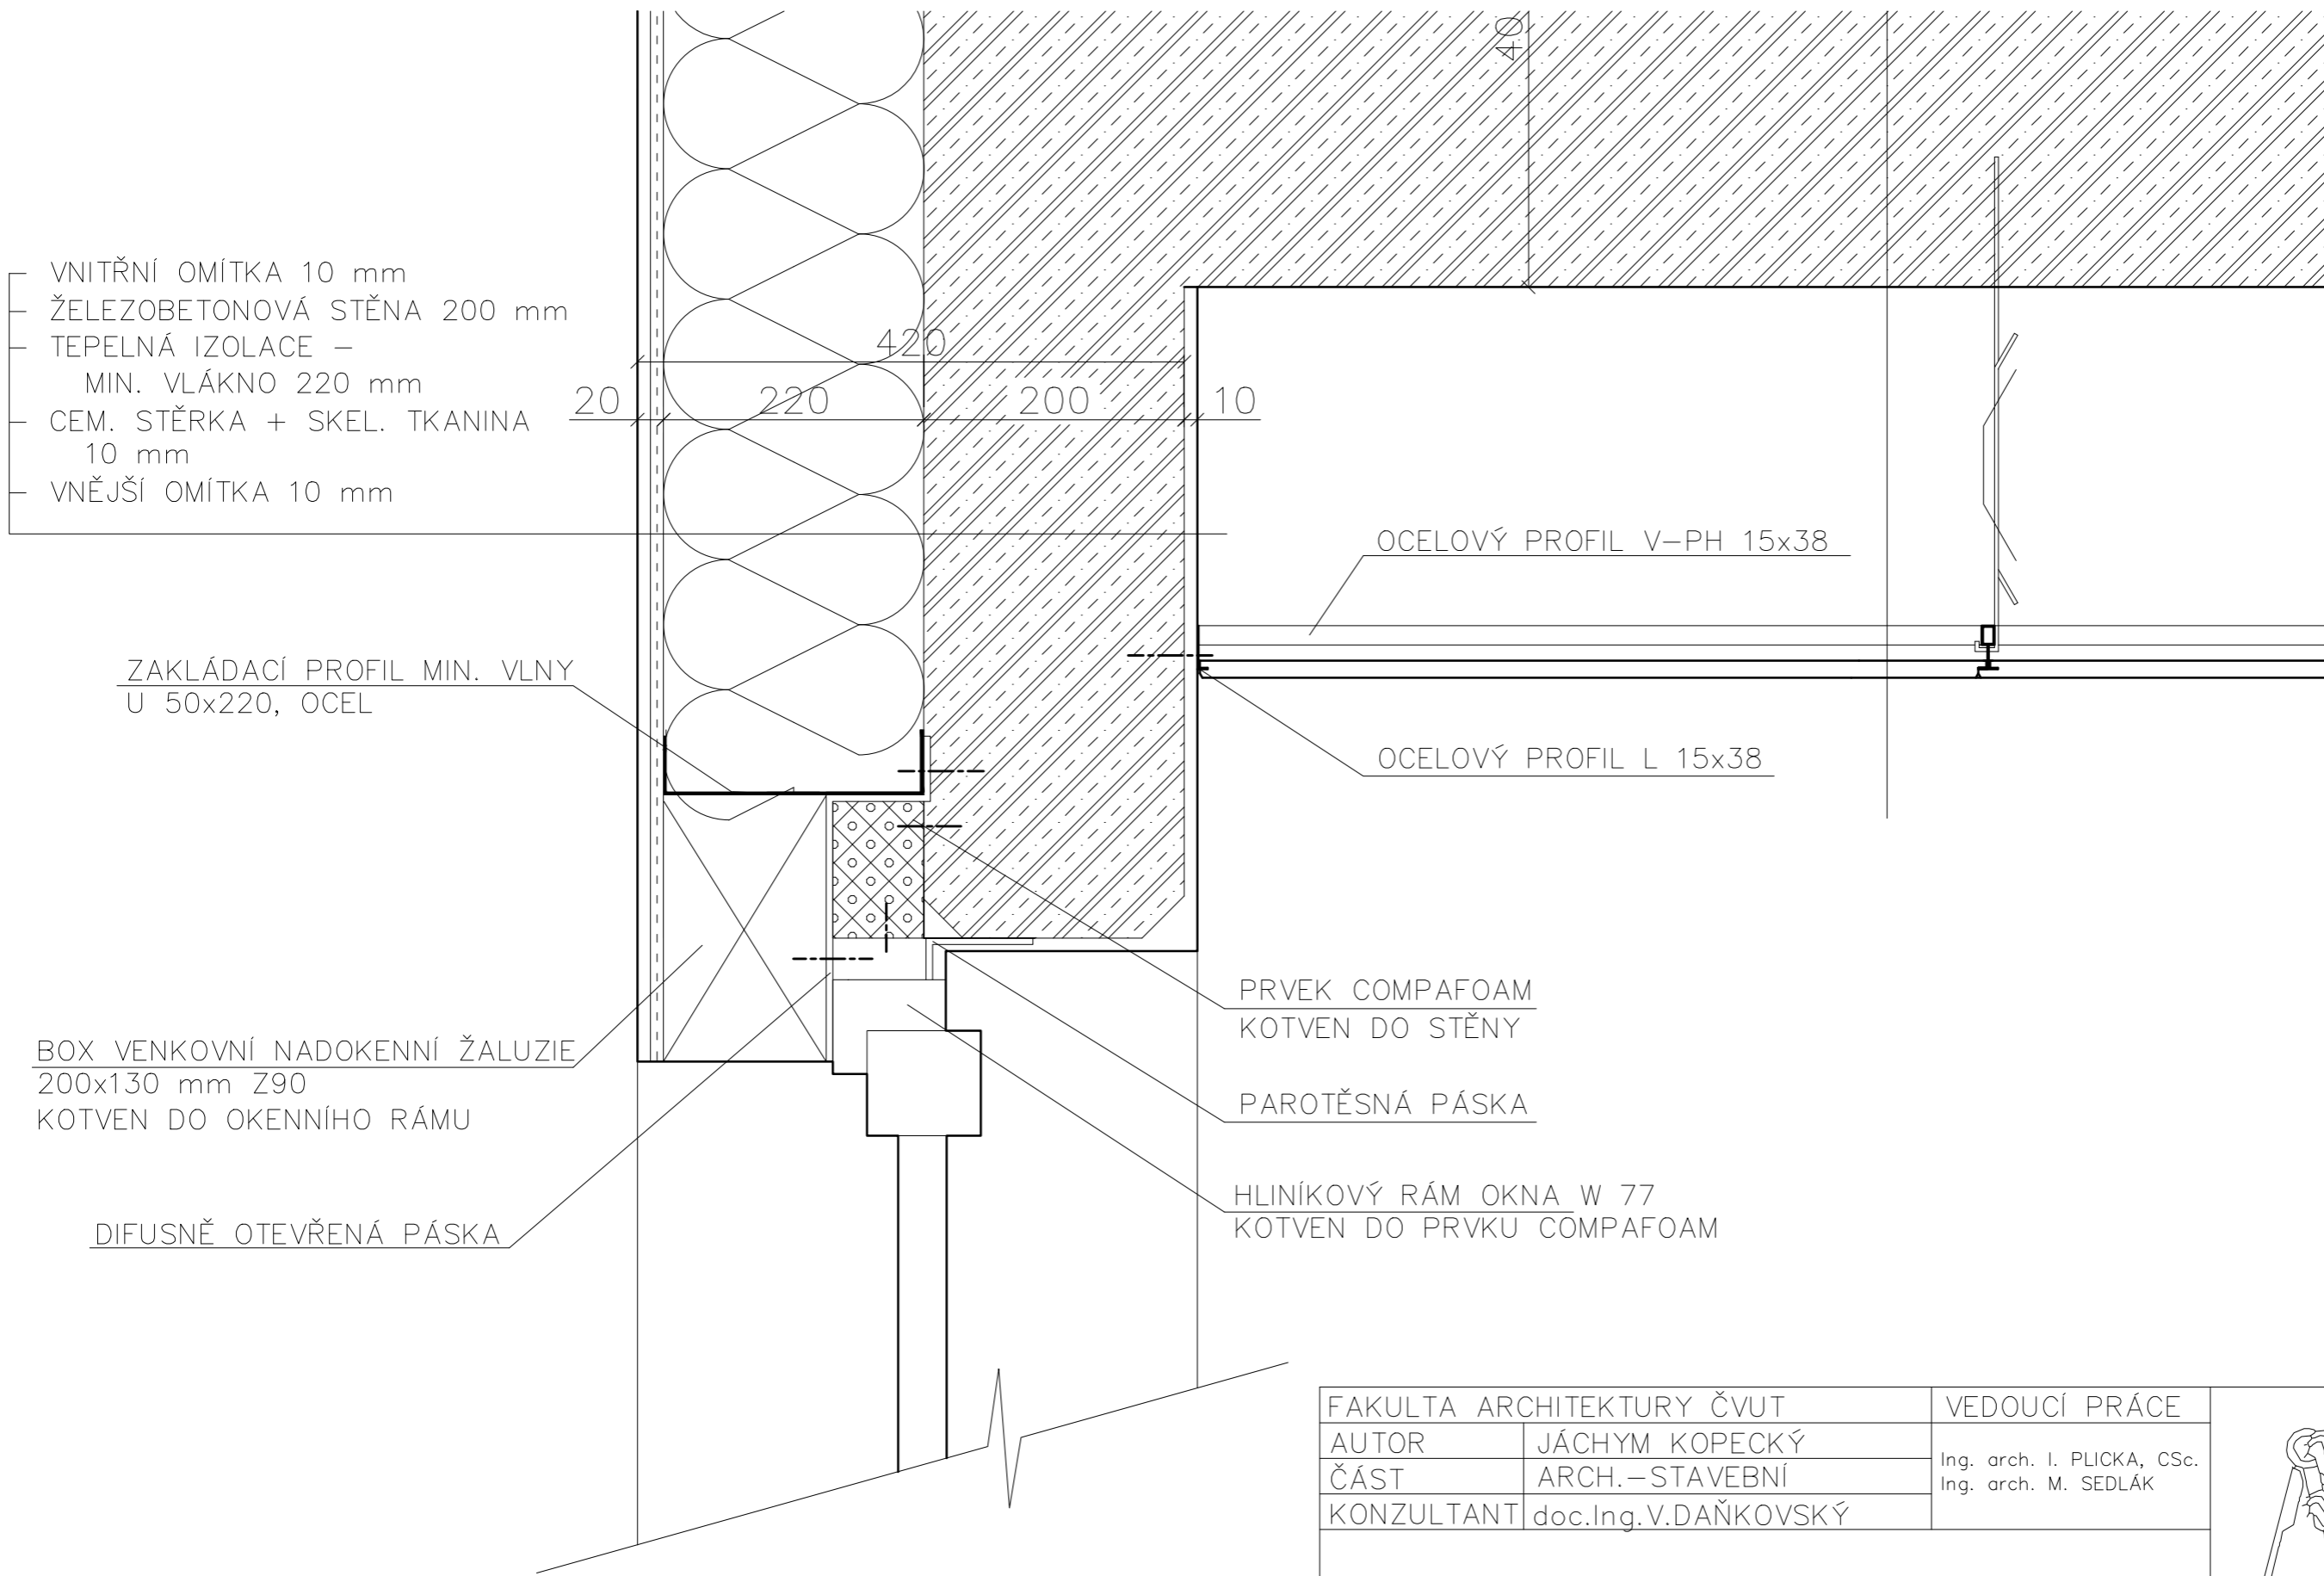 40
VNITŘNÍ OMÍTKA 10 mm
ŽELEZOBETONOVÁ STĚNA 200 mm
TEPELNÁ IZOLACE –
MIN. VLÁKNO 220 mm
CEM. STĚRKA + SKEL. TKANINA
10 mm
VNĚJŠÍ OMÍTKA 10 mm
420
20 220 200 10
OCELOVÝ PROFIL V–PH 15x38
ZAKLÁDACÍ PROFIL MIN. VLNY
U 50x220, OCEL
OCELOVÝ PROFIL L 15x38
PRVEK COMPAFOAM
KOTVEN DO STĚNY
BOX VENKOVNÍ NADOKENNÍ ŽALUZIE
200x130 mm Z90
KOTVEN DO OKENNÍHO RÁMU
PAROTĚSNÁ PÁSKA
HLINÍKOVÝ RÁM OKNA W 77
KOTVEN DO PRVKU COMPAFOAM
DIFUSNĚ OTEVŘENÁ PÁSKA
FAKULTA ARCHITEKTURY ČVUT
VEDOUCÍ PRÁCE
AUTOR JÁCHYM KOPECKÝ
Ing. arch. I. PLICKA, CSc.
Ing. arch. M. SEDLÁK
ČÁST ARCH.–STAVEBNÍ
KONZULTANT doc.Ing.V.DAŇKOVSKÝ